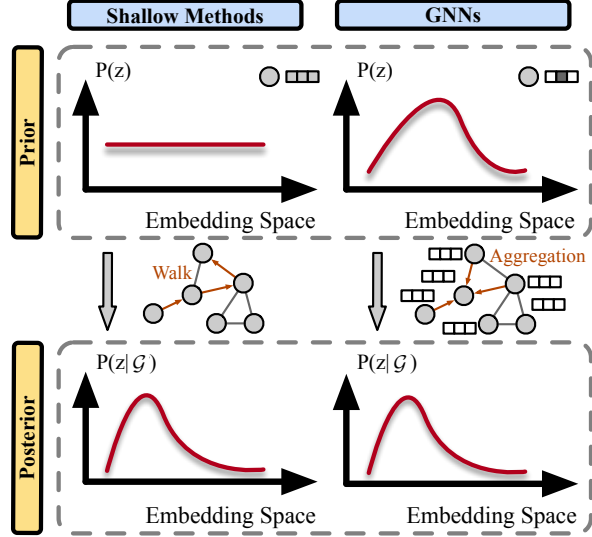 Shallow Methods
GNNs
Prior
P(z)
P(z)
Embedding Space
Embedding Space
Walk
Aggregation
Posterior
P(z|𝒢)
P(z|𝒢)
Embedding Space
Embedding Space